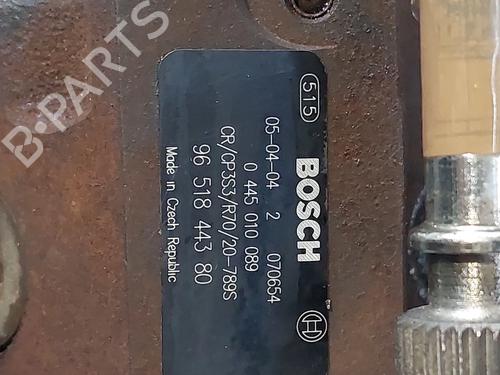 B-PARTS
515
BOSCH
05-04-04 2 070654
0 445 010 089
CR/CP3S3/R70/20-789S
96 518 443 80
Made in Czech Republic